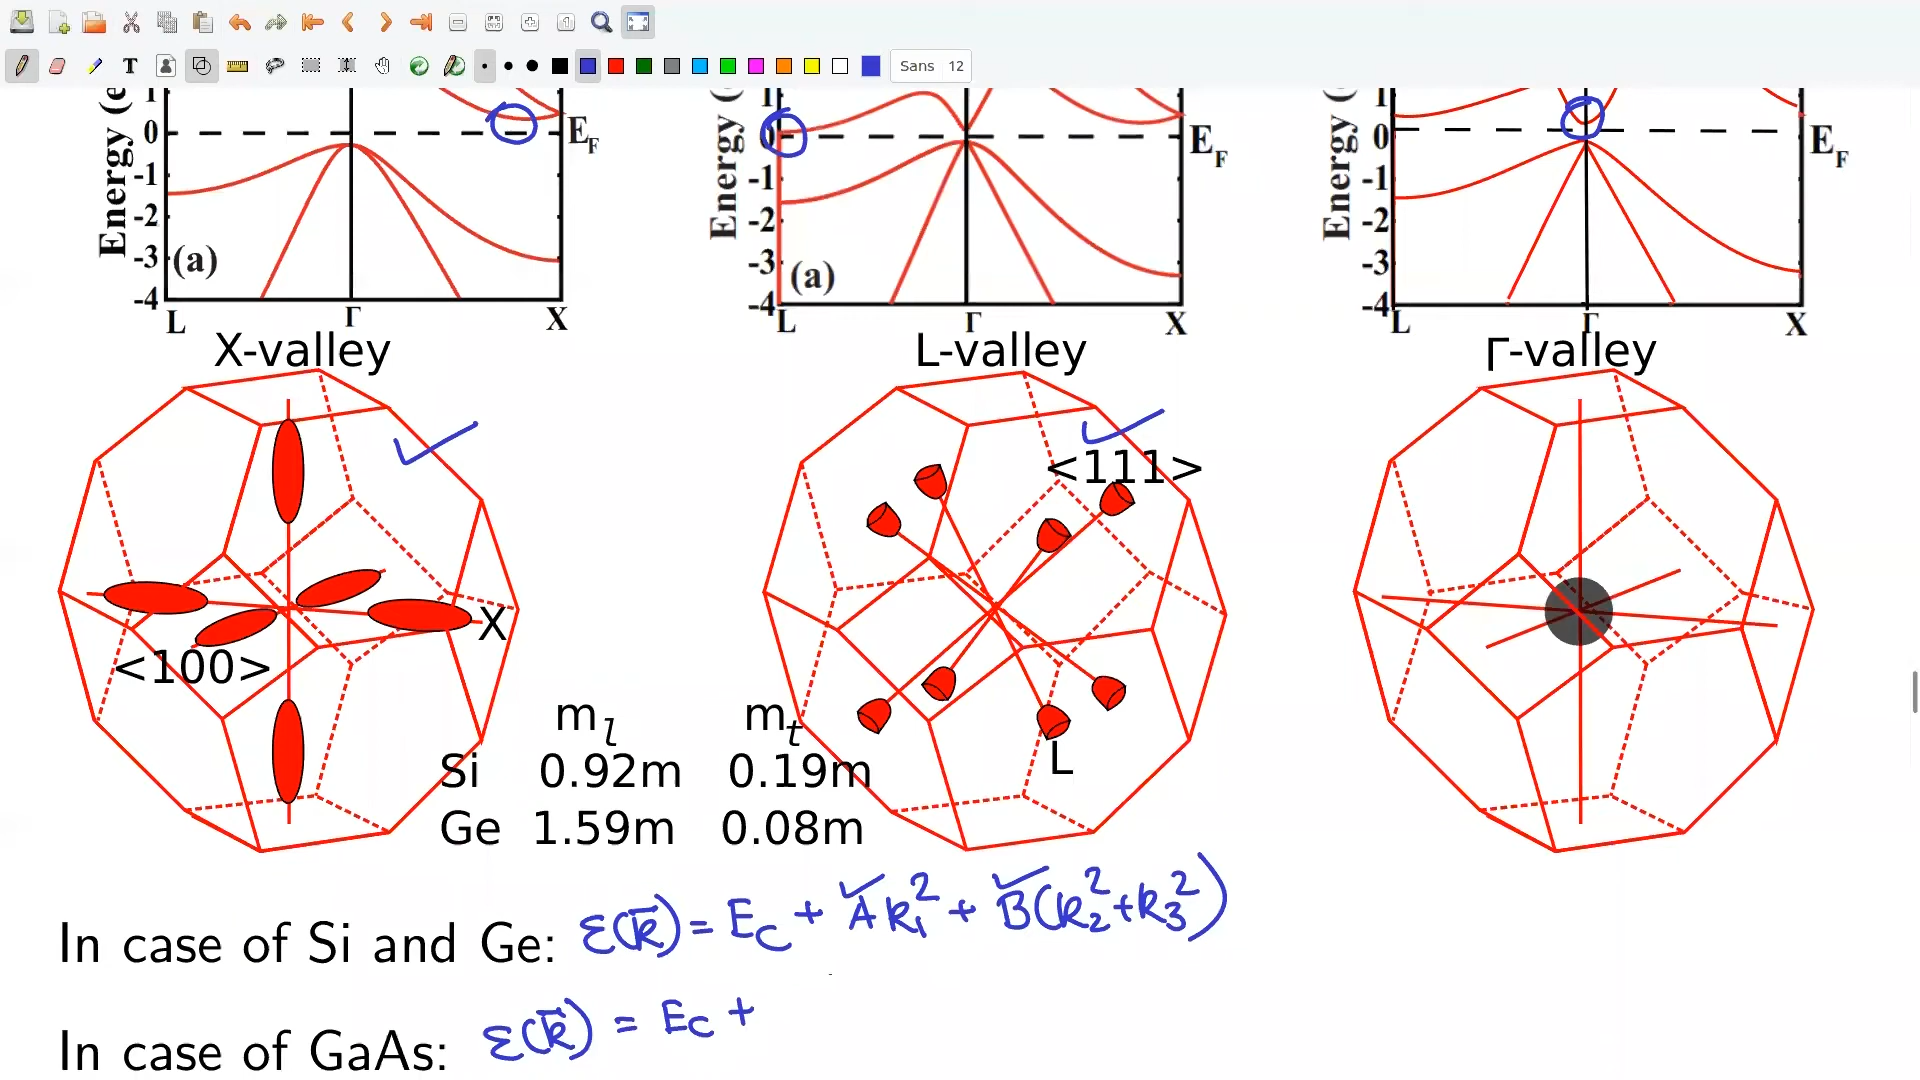 Sans 12
Energy (e
1
0
-1
-2
-3
-4
(a)
E_F
L Γ X
Energy (
1
0
-1
-2
-3
-4
(a)
E_F
L Γ X
Energy (
1
0
-1
-2
-3
-4
E_F
L Γ X
X-valley
L-valley
Γ-valley
<111>
X
<100>
L
m_l m_t
Si 0.92m 0.19m
Ge 1.59m 0.08m
In case of Si and Ge: ε(k̄) = E_C + A k₁² + B(k₂² + k₃²)
In case of GaAs: ε(k̄) = E_C +